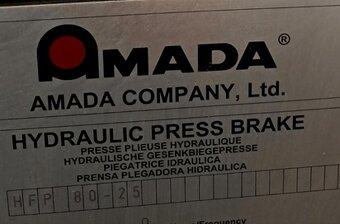 AMADA®
AMADA COMPANY, Ltd.
HYDRAULIC PRESS BRAKE
PRESSE PLIEUSE HYDRAULIQUE
HYDRAULISCHE GESENKBIEGEPRESSE
PIEGATRICE IDRAULICA
PRENSA PLEGADORA HIDRAULICA
HFP 80-25
/Frequency